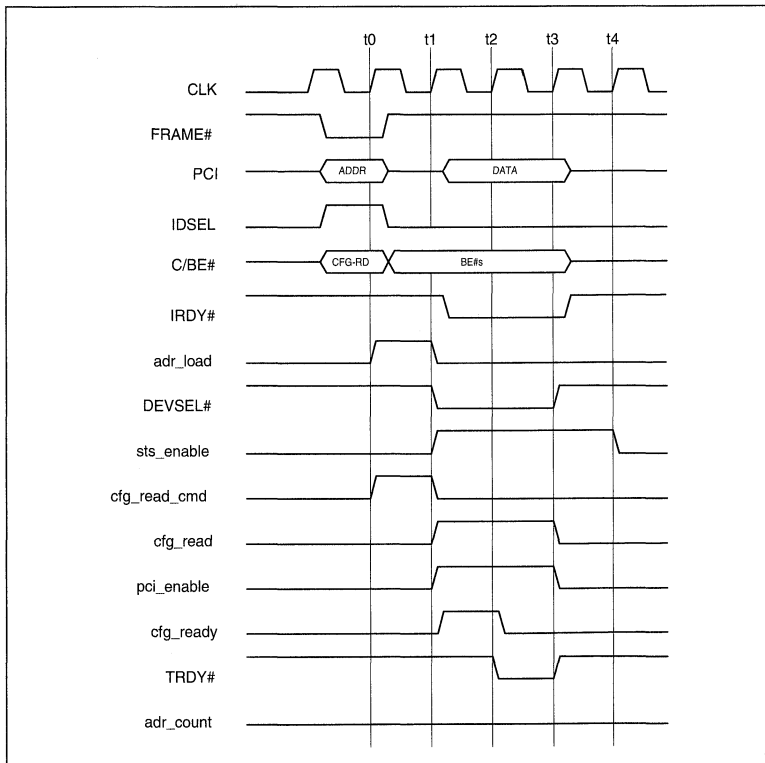 t0 t1 t2 t3 t4
CLK
FRAME#
PCI ADDR DATA
IDSEL
C/BE# CFG-RD BE#s
IRDY#
adr_load
DEVSEL#
sts_enable
cfg_read_cmd
cfg_read
pci_enable
cfg_ready
TRDY#
adr_count